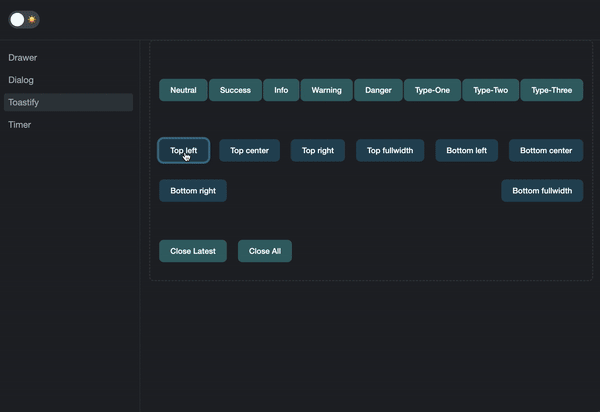 Drawer
Dialog
Toastify
Timer
Neutral Success Info Warning Danger Type-One Type-Two Type-Three
Top left Top center Top right Top fullwidth Bottom left Bottom center
Bottom right Bottom fullwidth
Close Latest Close All